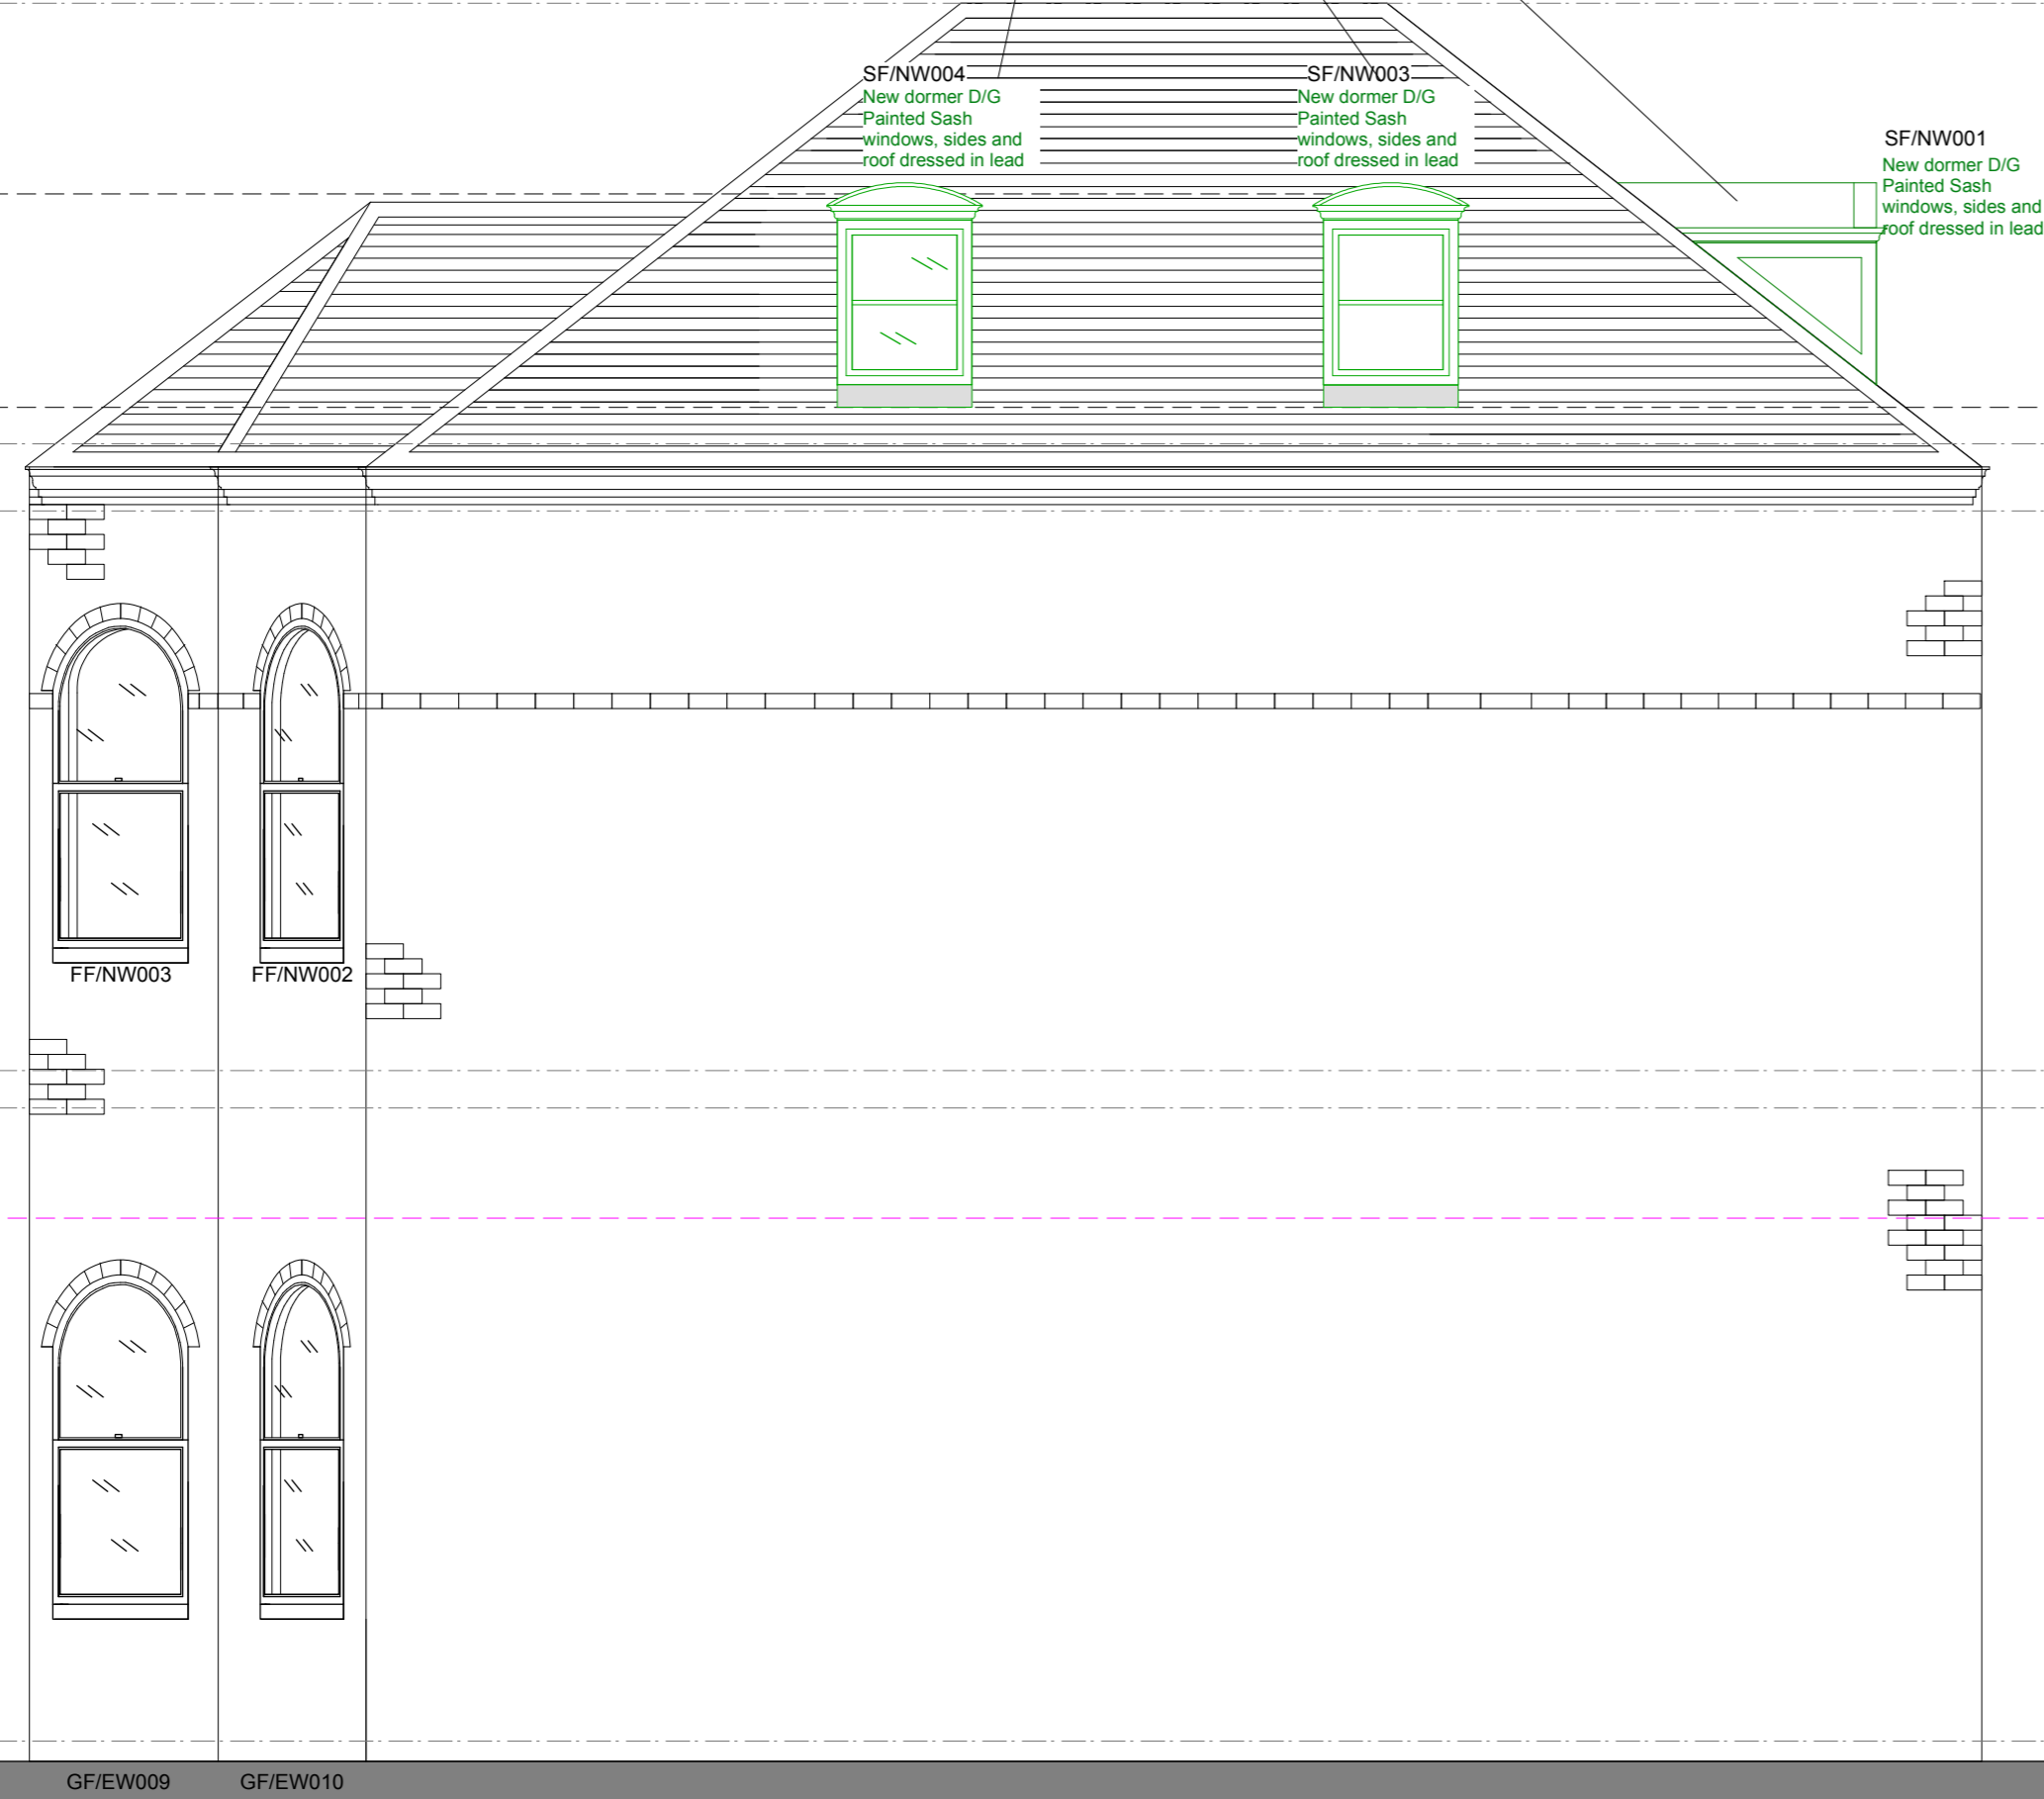 SF/NW004
New dormer D/G
Painted Sash
windows, sides and
roof dressed in lead
SF/NW003
New dormer D/G
Painted Sash
windows, sides and
roof dressed in lead
SF/NW001
New dormer D/G
Painted Sash
windows, sides and
roof dressed in lead
FF/NW003
FF/NW002
GF/EW009
GF/EW010